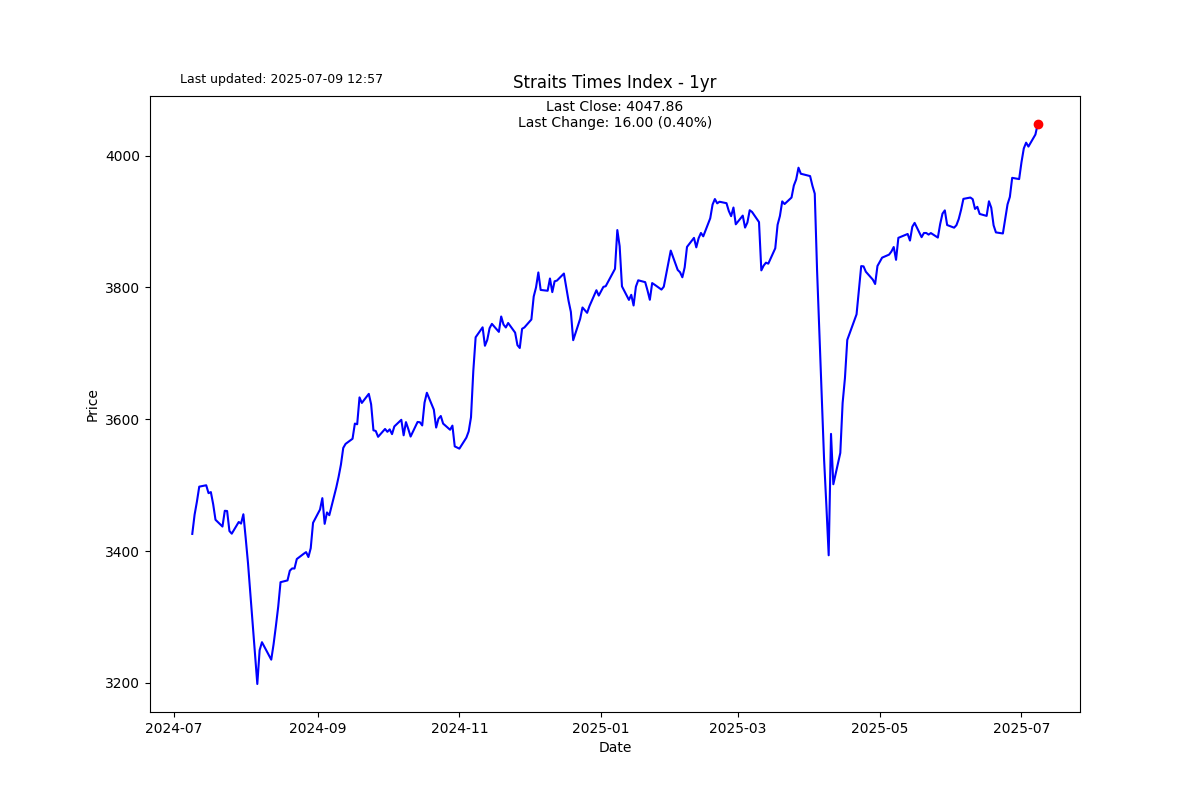 Last updated: 2025-07-09 12:57
Straits Times Index - 1yr
Last Close: 4047.86
Last Change: 16.00 (0.40%)
4000
3800
3600
3400
3200
Price
2024-07
2024-09
2024-11
2025-01
2025-03
2025-05
2025-07
Date